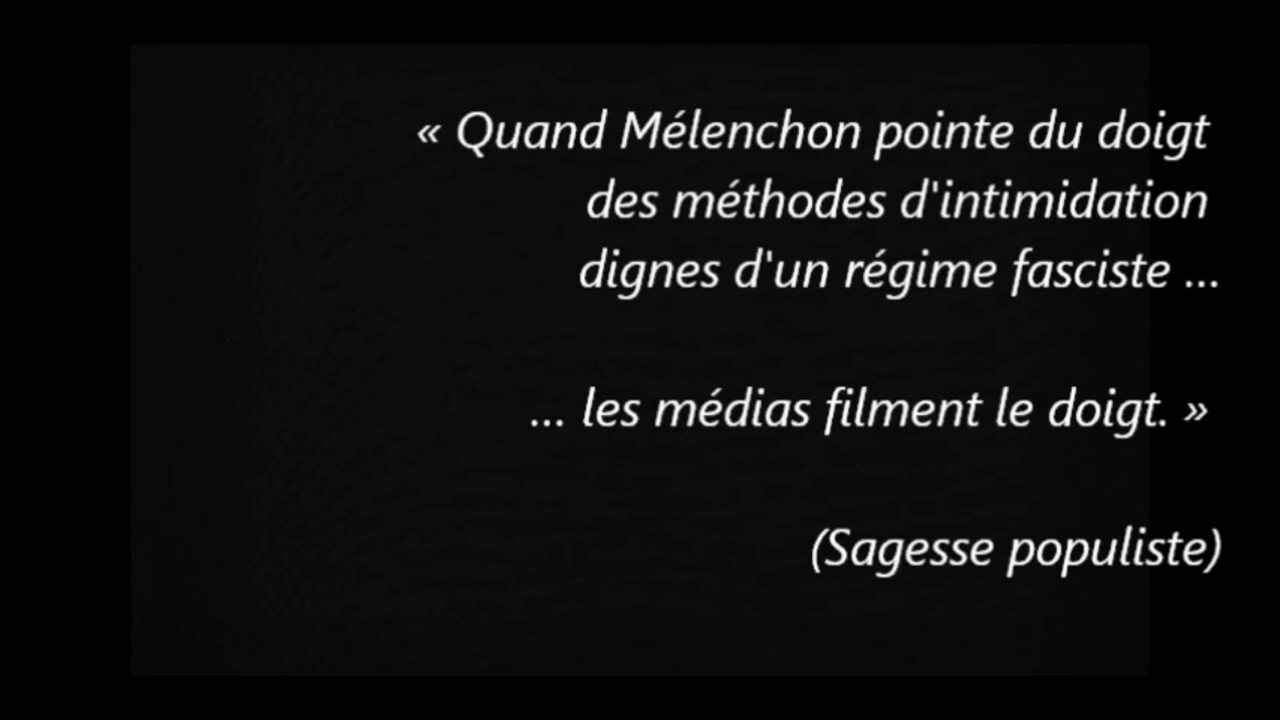 « Quand Mélenchon pointe du doigt
des méthodes d'intimidation
dignes d'un régime fasciste ...
... les médias filment le doigt. »
(Sagesse populiste)